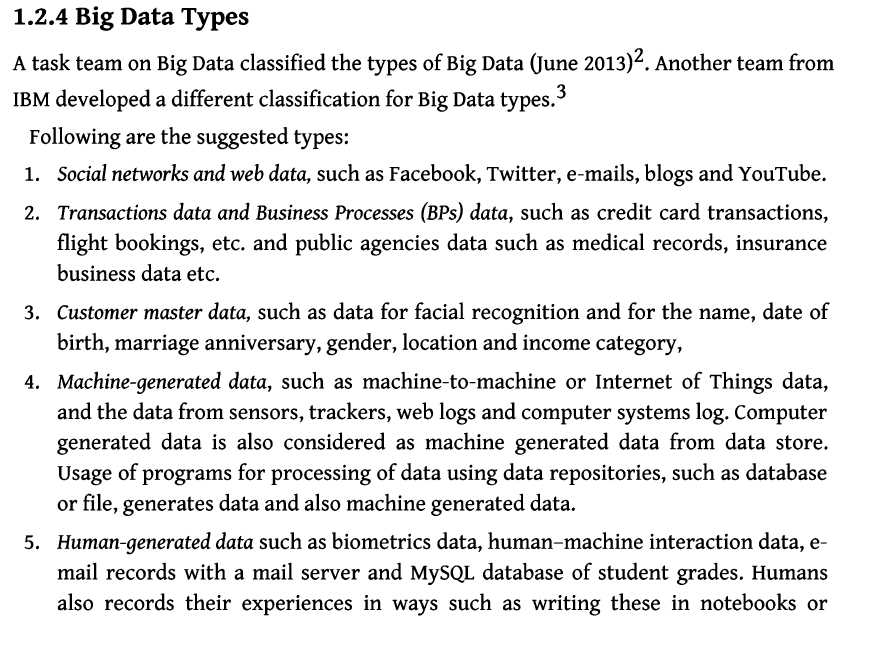 1.2.4 Big Data Types
A task team on Big Data classified the types of Big Data (June 2013)2. Another team from
IBM developed a different classification for Big Data types.3
Following are the suggested types:
1. Social networks and web data, such as Facebook, Twitter, e-mails, blogs and YouTube.
2. Transactions data and Business Processes (BPs) data, such as credit card transactions,
flight bookings, etc. and public agencies data such as medical records, insurance
business data etc.
3. Customer master data, such as data for facial recognition and for the name, date of
birth, marriage anniversary, gender, location and income category,
4. Machine-generated data, such as machine-to-machine or Internet of Things data,
and the data from sensors, trackers, web logs and computer systems log. Computer
generated data is also considered as machine generated data from data store.
Usage of programs for processing of data using data repositories, such as database
or file, generates data and also machine generated data.
5. Human-generated data such as biometrics data, human–machine interaction data, e-
mail records with a mail server and MySQL database of student grades. Humans
also records their experiences in ways such as writing these in notebooks or